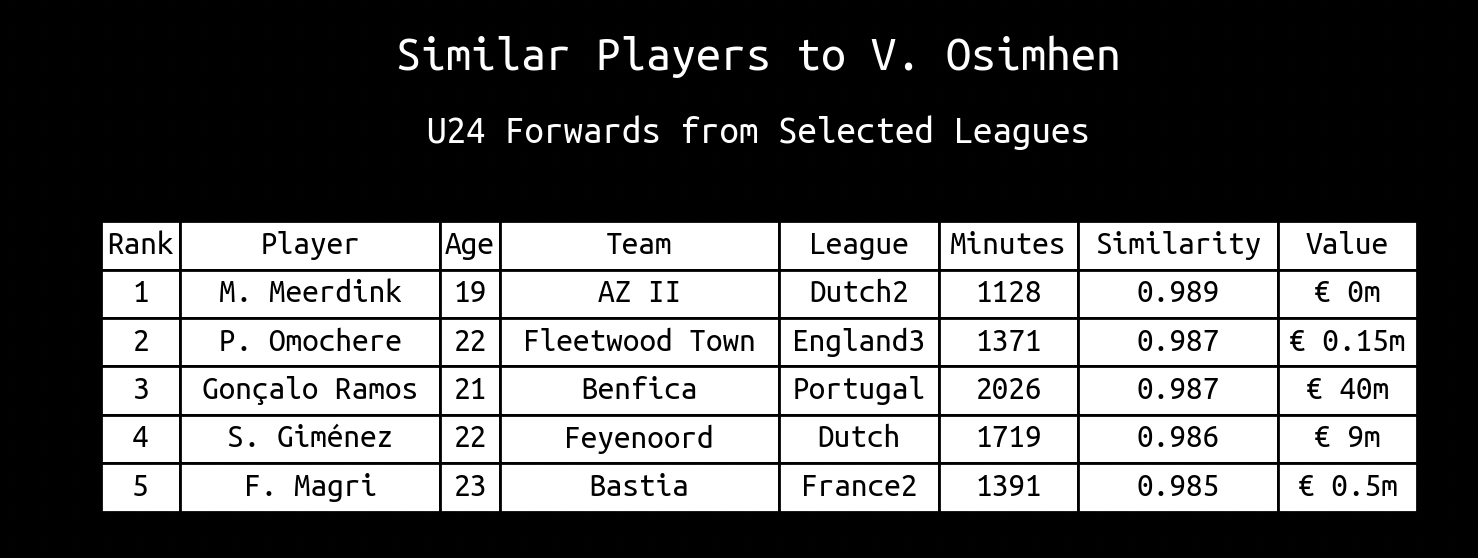 Similar Players to V. Osimhen
U24 Forwards from Selected Leagues
Rank Player Age Team League Minutes Similarity Value
1 M. Meerdink 19 AZ II Dutch2 1128 0.989 € 0m
2 P. Omochere 22 Fleetwood Town England3 1371 0.987 € 0.15m
3 Gonçalo Ramos 21 Benfica Portugal 2026 0.987 € 40m
4 S. Giménez 22 Feyenoord Dutch 1719 0.986 € 9m
5 F. Magri 23 Bastia France2 1391 0.985 € 0.5m